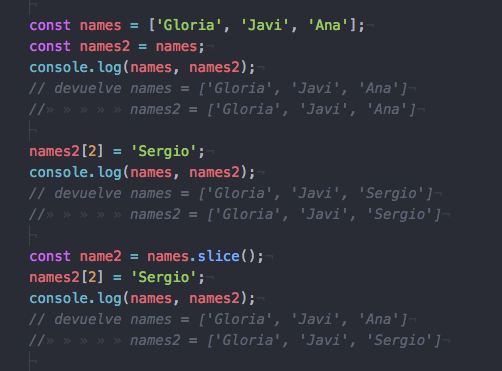 const names = ['Gloria', 'Javi', 'Ana'];
const names2 = names;
console.log(names, names2);
// devuelve names = ['Gloria', 'Javi', 'Ana']
//» » » » » names2 = ['Gloria', 'Javi', 'Ana']
names2[2] = 'Sergio';
console.log(names, names2);
// devuelve names = ['Gloria', 'Javi', 'Sergio']
//» » » » » names2 = ['Gloria', 'Javi', 'Sergio']
const name2 = names.slice();
names2[2] = 'Sergio';
console.log(names, names2);
// devuelve names = ['Gloria', 'Javi', 'Ana']
//» » » » » names2 = ['Gloria', 'Javi', 'Sergio']